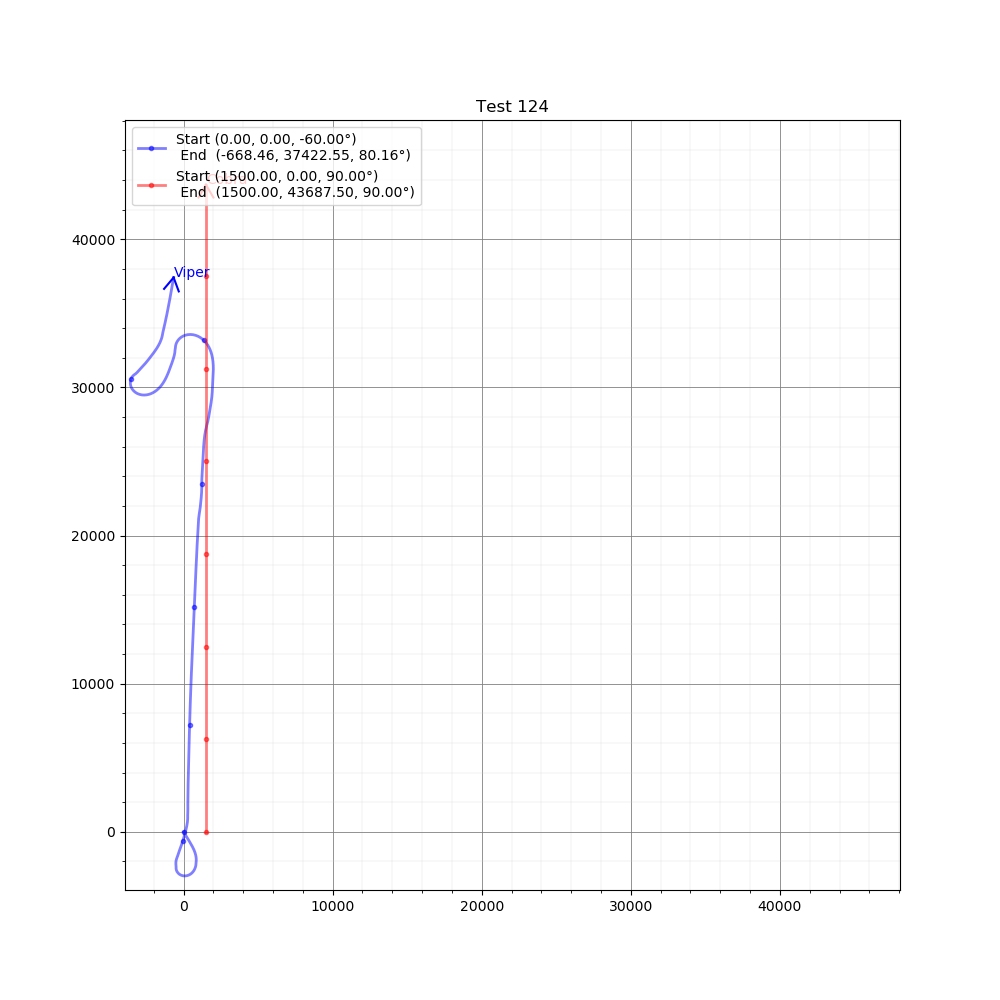 Test 124
Start (0.00, 0.00, -60.00°)
End (-668.46, 37422.55, 80.16°)
Start (1500.00, 0.00, 90.00°)
End (1500.00, 43687.50, 90.00°)
40000
Viper
30000
20000
10000
0
0 10000 20000 30000 40000